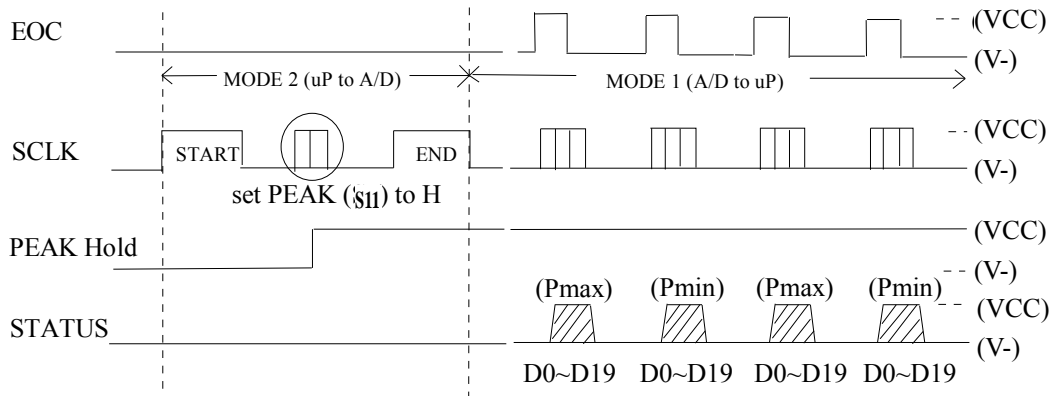 EOC
(VCC)
(V-)
MODE 2 (uP to A/D)
MODE 1 (A/D to uP)
SCLK
START
END
(VCC)
(V-)
set PEAK (S11) to H
PEAK Hold
(VCC)
(V-)
(Pmax) (Pmin) (Pmax) (Pmin)
(VCC)
STATUS
(V-)
D0~D19 D0~D19 D0~D19 D0~D19